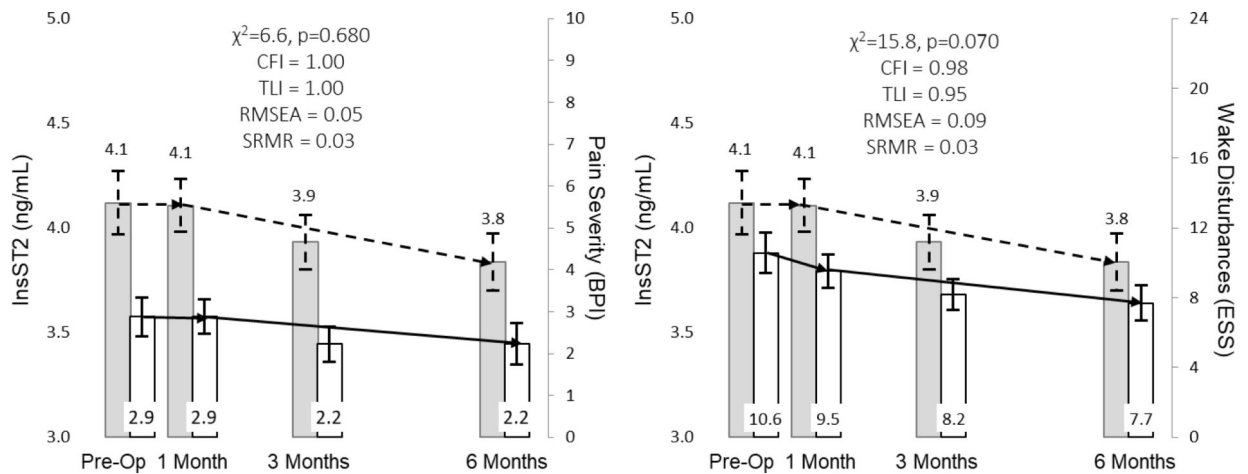 5.0
4.5
4.0
3.5
3.0
lnsST2 (ng/mL)
χ²=6.6, p=0.680
CFI = 1.00
TLI = 1.00
RMSEA = 0.05
SRMR = 0.03
4.1
4.1
3.9
3.8
2.9
2.9
2.2
2.2
Pre-Op
1 Month
3 Months
6 Months
10
9
8
7
6
5
4
3
2
1
0
Pain Severity (BPI)
5.0
4.5
4.0
3.5
3.0
lnsST2 (ng/mL)
χ²=15.8, p=0.070
CFI = 0.98
TLI = 0.95
RMSEA = 0.09
SRMR = 0.03
4.1
4.1
3.9
3.8
10.6
9.5
8.2
7.7
Pre-Op
1 Month
3 Months
6 Months
24
20
16
12
8
4
0
Wake Disturbances (ESS)